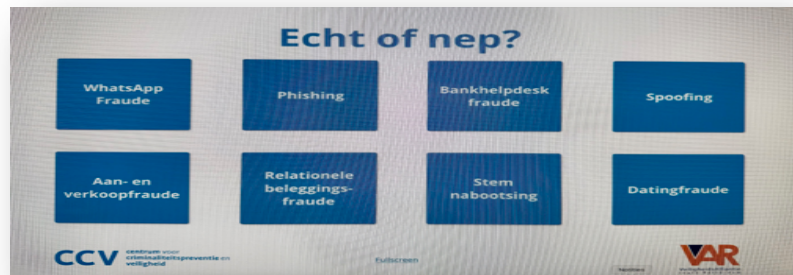 Echt of nep?
WhatsApp
Fraude
Phishing
Bankhelpdesk
fraude
Spoofing
Aan- en
verkoopfraude
Relationele
beleggings-
fraude
Stem
nabootsing
Datingfraude
CCV
centrum voor
criminaliteitspreventie en
veiligheid
Fullscreen
VAR